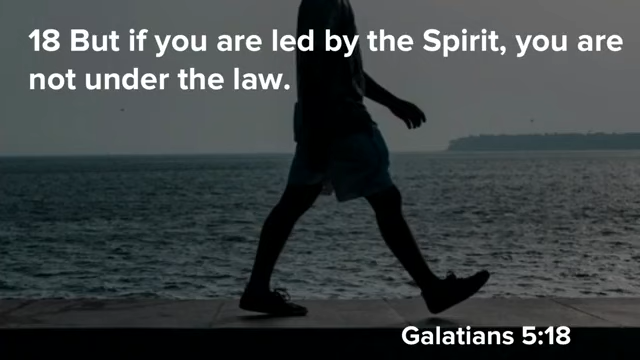 18 But if you are led by the Spirit, you are
not under the law.
Galatians 5:18